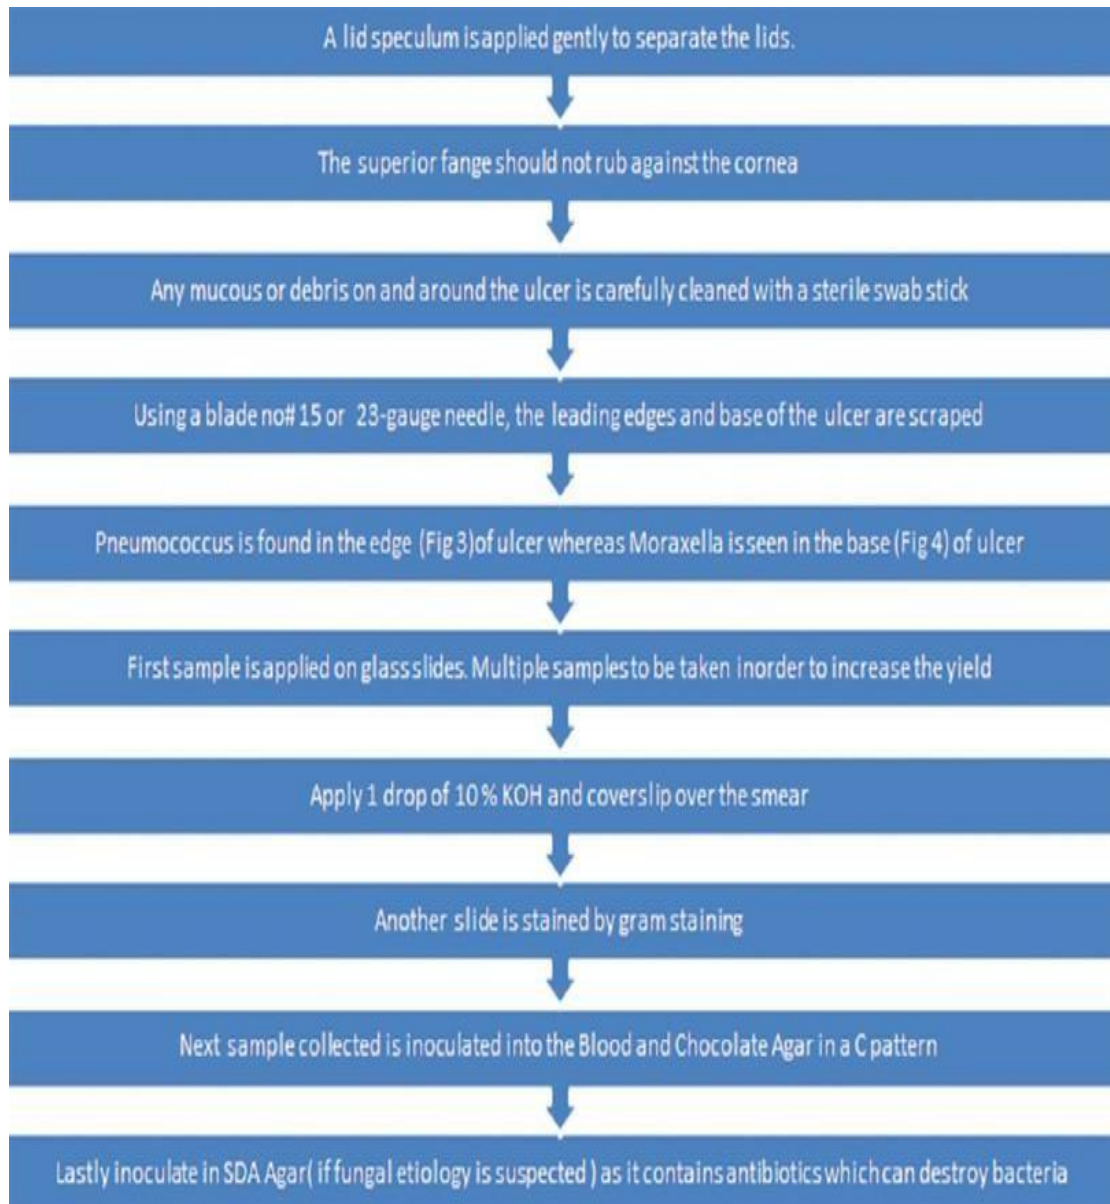 A lid speculum is applied gently to separate the lids.
The superior fange should not rub against the cornea
Any mucous or debris on and around the ulcer is carefully cleaned with a sterile swab stick
Using a blade no# 15 or 23-gauge needle, the leading edges and base of the ulcer are scraped
Pneumococcus is found in the edge (Fig 3)of ulcer whereas Moraxella is seen in the base (Fig 4) of ulcer
First sample is applied on glass slides. Multiple samples to be taken inorder to increase the yield
Apply 1 drop of 10 % KOH and coverslip over the smear
Another slide is stained by gram staining
Next sample collected is inoculated into the Blood and Chocolate Agar in a C pattern
Lastly inoculate in SDA Agar( if fungal etiology is suspected ) as it contains antibiotics which can destroy bacteria